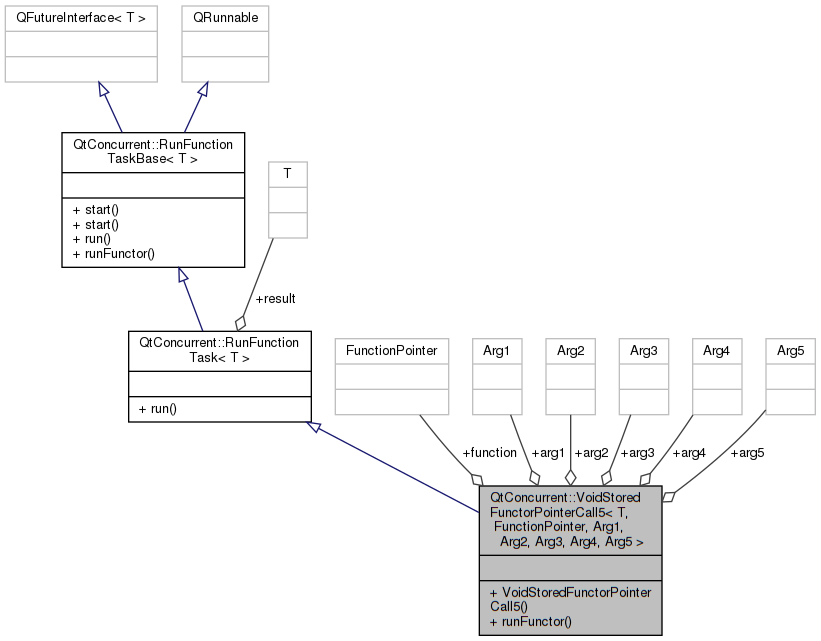 QFutureInterface< T >
QRunnable
QtConcurrent::RunFunction
TaskBase< T >
+ start()
+ start()
+ run()
+ runFunctor()
T
+result
QtConcurrent::RunFunction
Task< T >
+ run()
FunctionPointer
Arg1
Arg2
Arg3
Arg4
Arg5
+function
+arg1
+arg2
+arg3
+arg4
+arg5
QtConcurrent::VoidStored
FunctorPointerCall5< T,
FunctionPointer, Arg1,
Arg2, Arg3, Arg4, Arg5 >
+ VoidStoredFunctorPointer
Call5()
+ runFunctor()